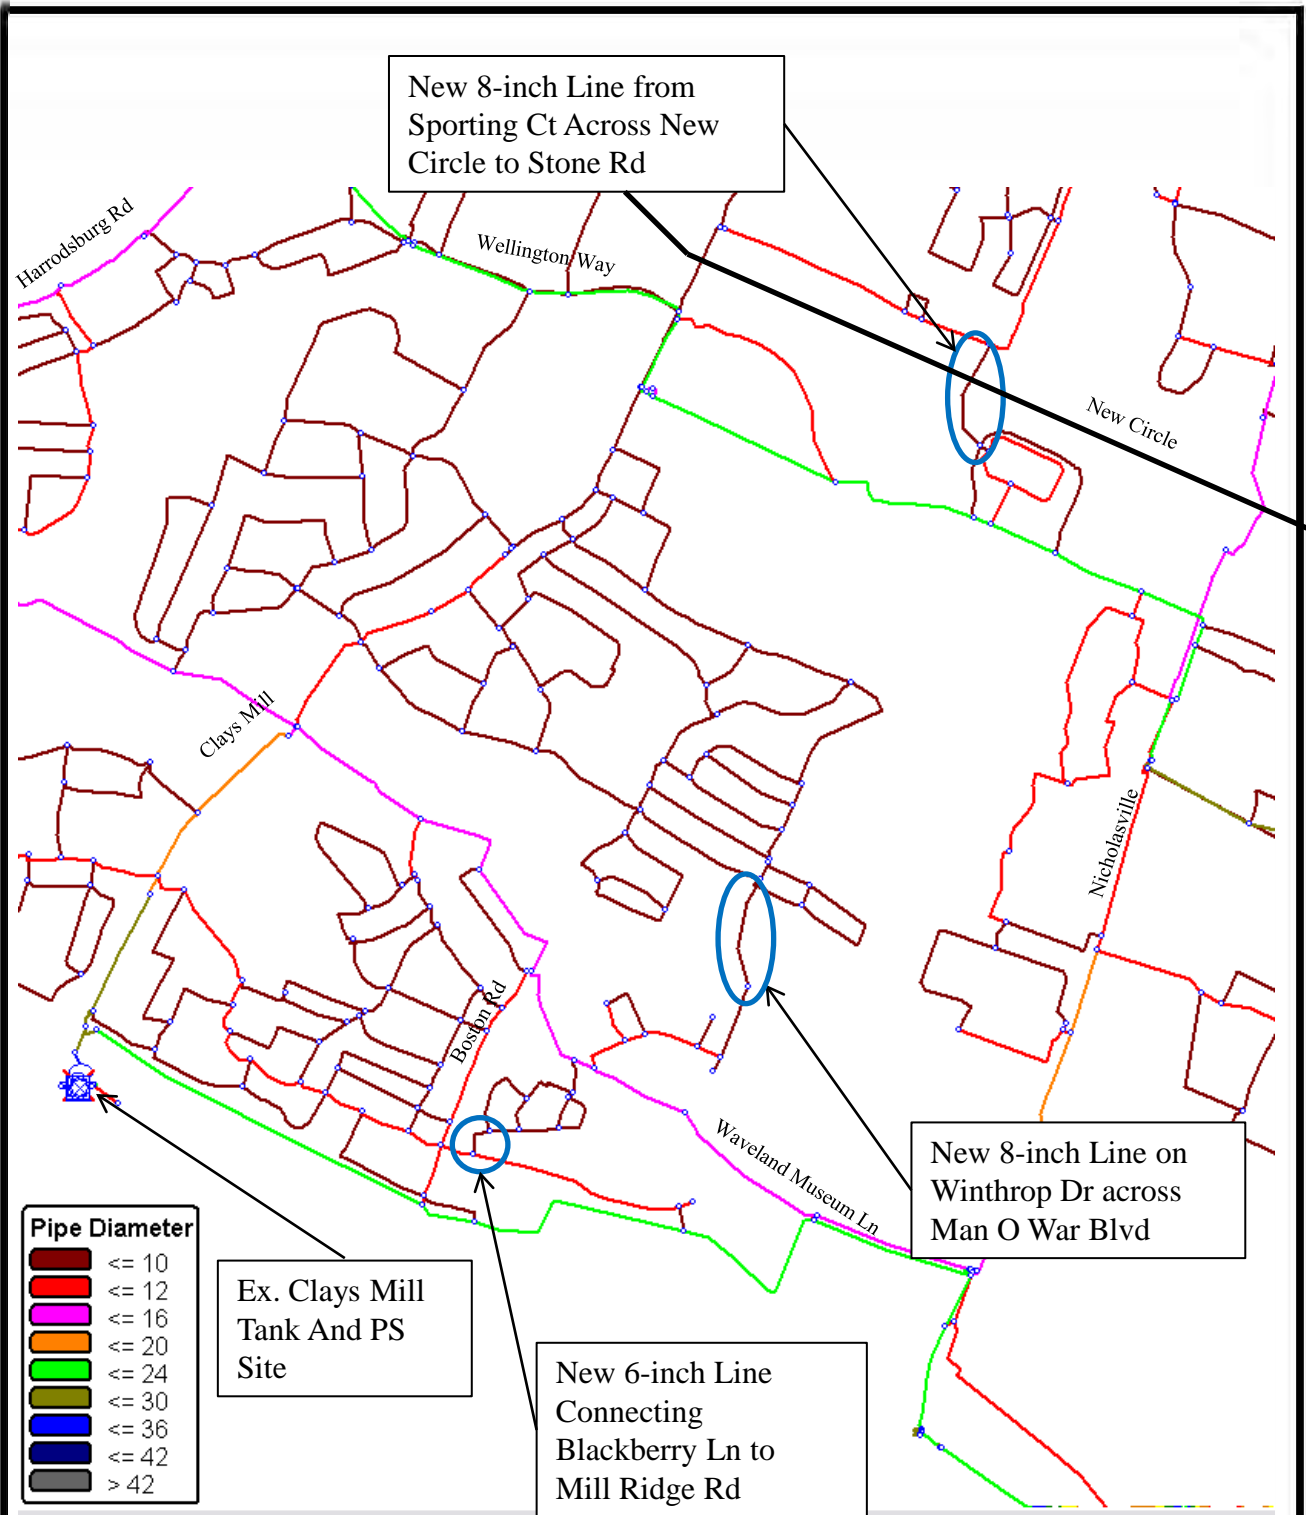 New 8-inch Line from
Sporting Ct Across New
Circle to Stone Rd
Harrodsburg Rd
Wellington Way
New Circle
Clays Mill
Nicholasville
Boston Rd
Waveland Museum Ln
New 8-inch Line on
Winthrop Dr across
Man O War Blvd
Pipe Diameter
<= 10
<= 12
<= 16
<= 20
<= 24
<= 30
<= 36
<= 42
> 42
Ex. Clays Mill
Tank And PS
Site
New 6-inch Line
Connecting
Blackberry Ln to
Mill Ridge Rd